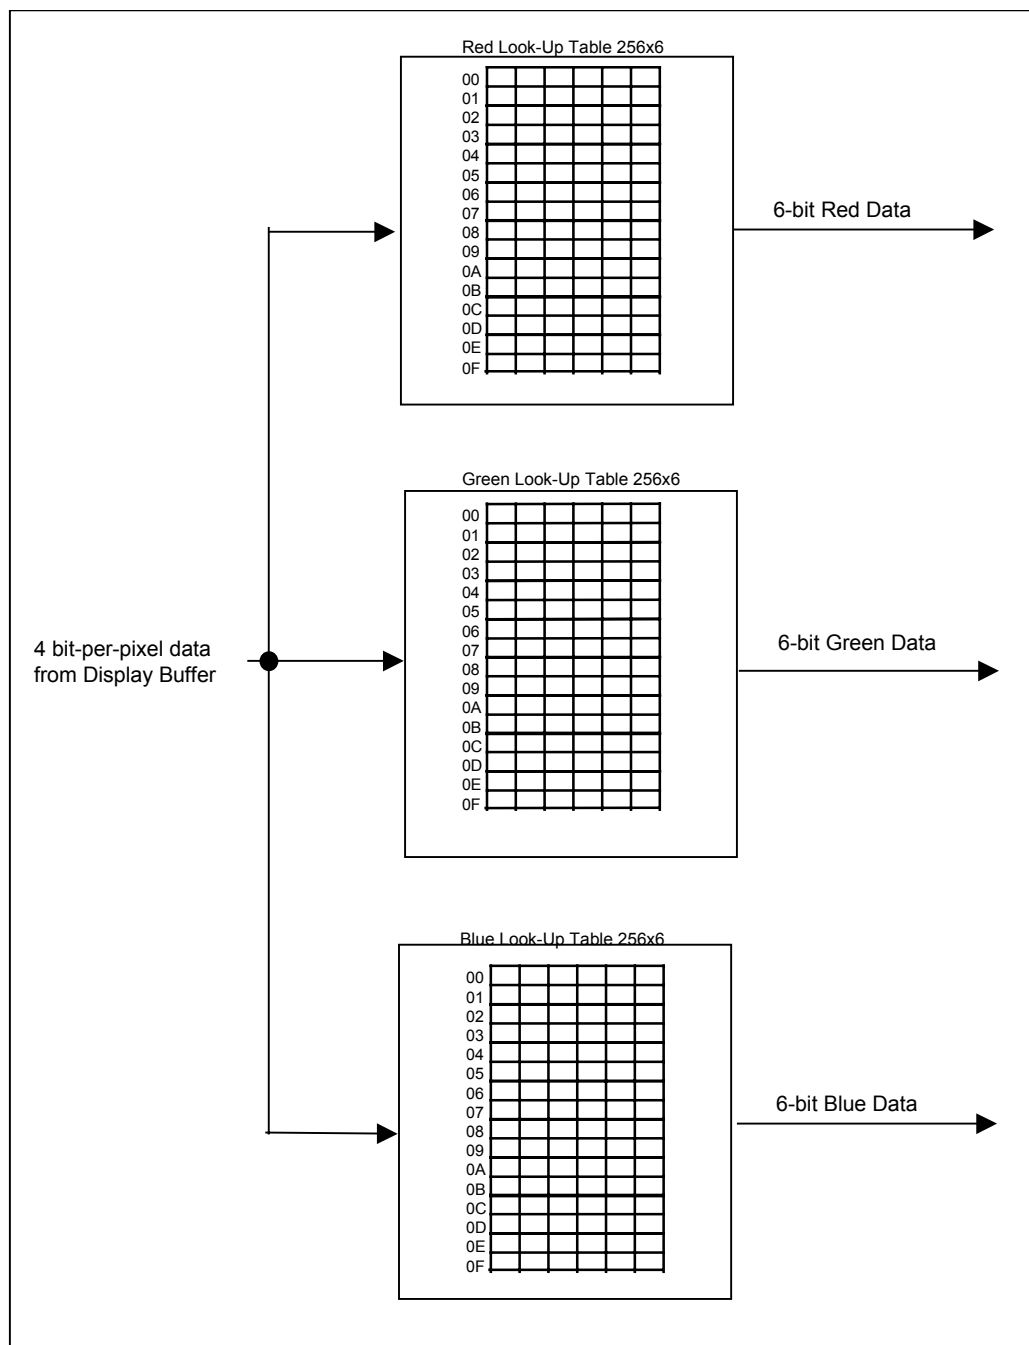 Red Look-Up Table 256x6
00
01
02
03
04
05
06
07
08
09
0A
0B
0C
0D
0E
0F
6-bit Red Data
Green Look-Up Table 256x6
00
01
02
03
04
05
06
07
08
09
0A
0B
0C
0D
0E
0F
4 bit-per-pixel data
from Display Buffer
6-bit Green Data
Blue Look-Up Table 256x6
00
01
02
03
04
05
06
07
08
09
0A
0B
0C
0D
0E
0F
6-bit Blue Data